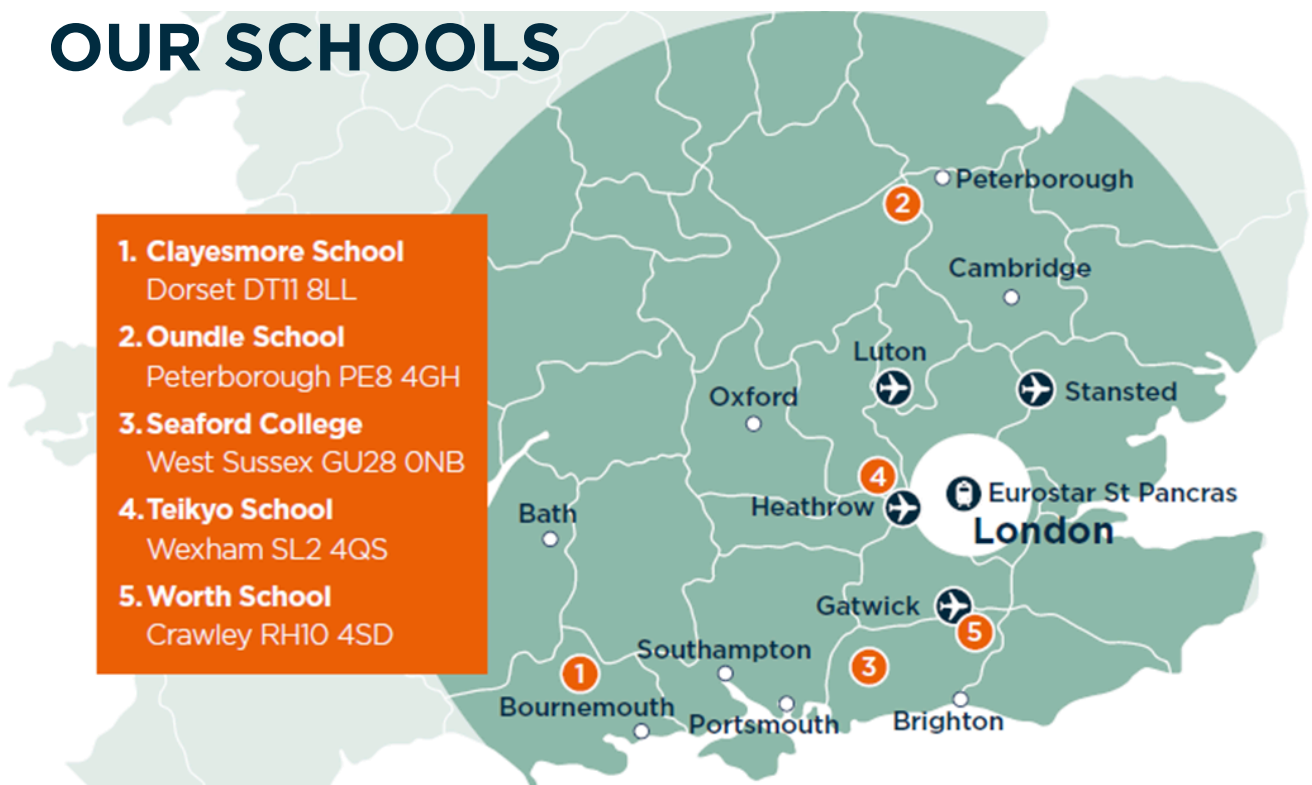 OUR SCHOOLS
1. Clayesmore School
Dorset DT11 8LL
2. Oundle School
Peterborough PE8 4GH
3. Seaford College
West Sussex GU28 0NB
4. Teikyo School
Wexham SL2 4QS
5. Worth School
Crawley RH10 4SD
Peterborough
2
Cambridge
Luton
Oxford
Stansted
4
Eurostar St Pancras
Heathrow
London
Bath
Gatwick
5
Southampton
3
1
Bournemouth
Portsmouth
Brighton